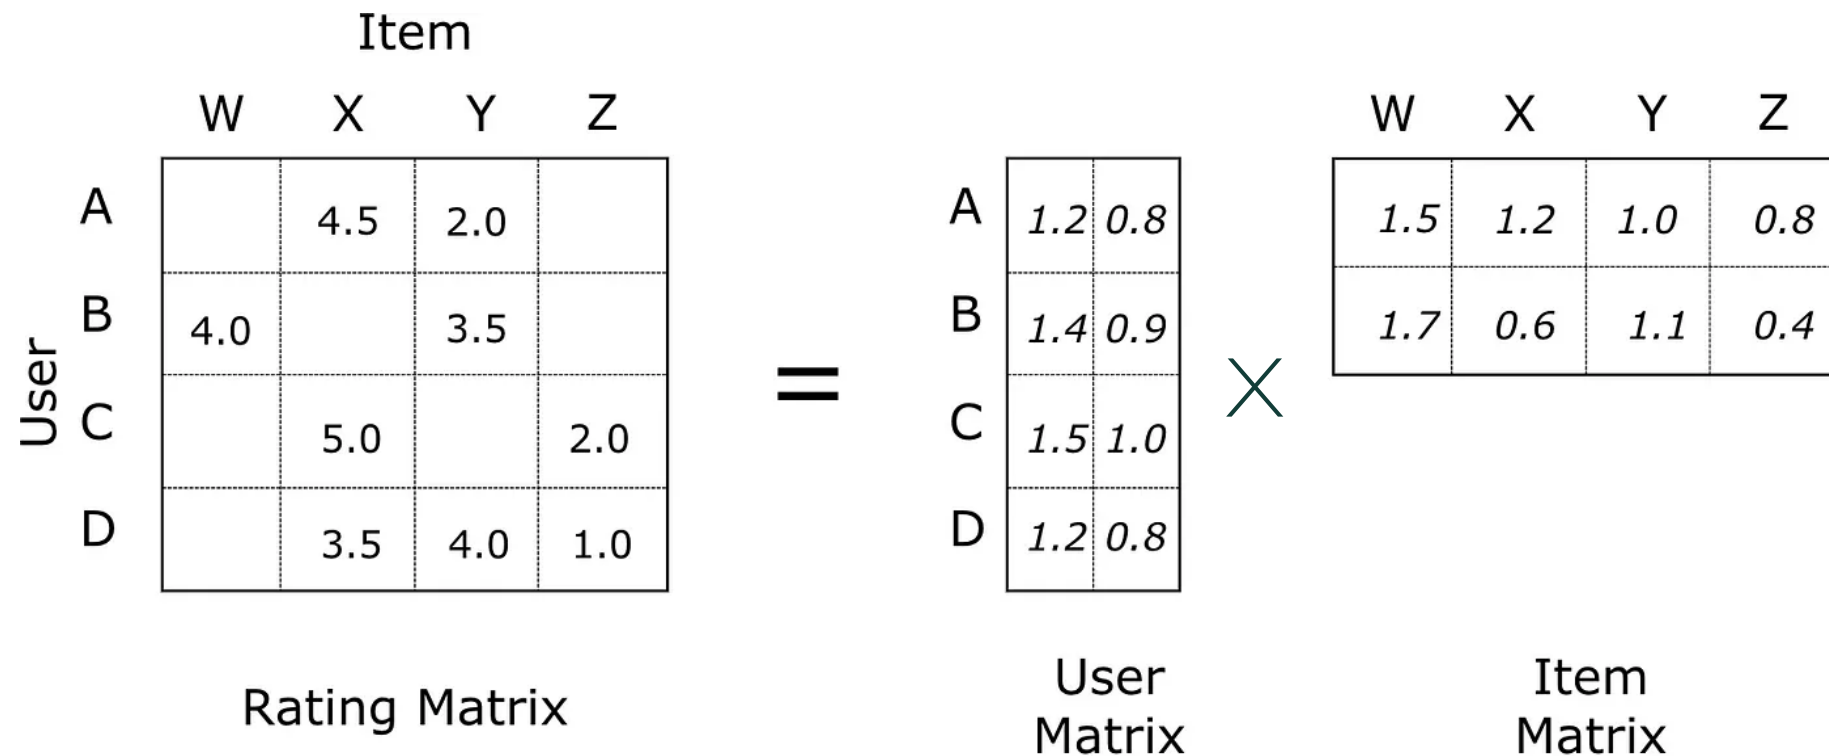 Item
W X Y Z
W X Y Z
A 4.5 2.0
A 1.2 0.8
1.5 1.2 1.0 0.8
B 4.0 3.5
B 1.4 0.9
1.7 0.6 1.1 0.4
User
=
X
C 5.0 2.0
C 1.5 1.0
D 3.5 4.0 1.0
D 1.2 0.8
Rating Matrix
User
Matrix
Item
Matrix